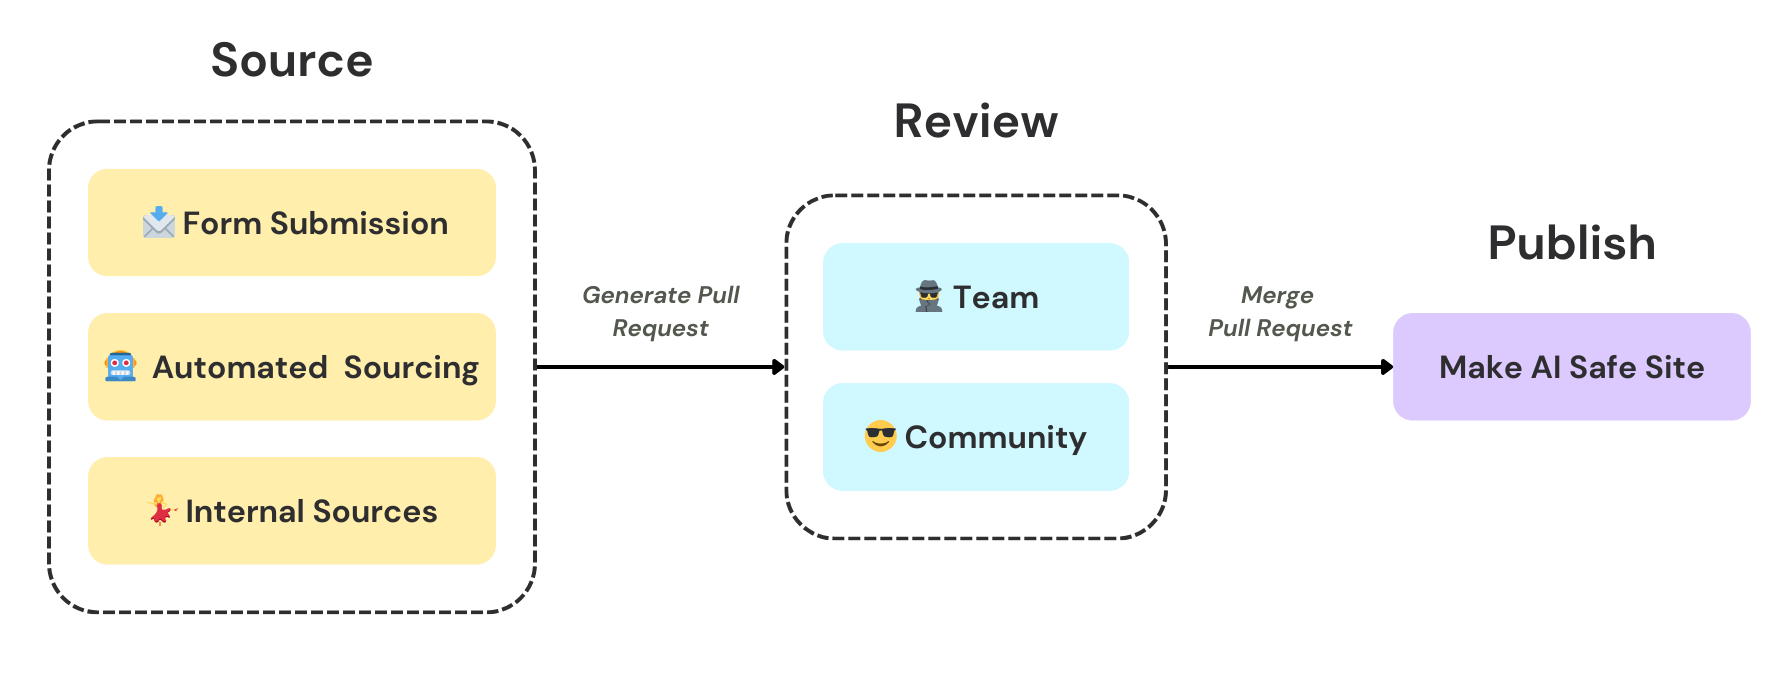 Source
Form Submission
Automated Sourcing
Internal Sources
Generate Pull
Request
Review
Team
Community
Merge
Pull Request
Publish
Make AI Safe Site